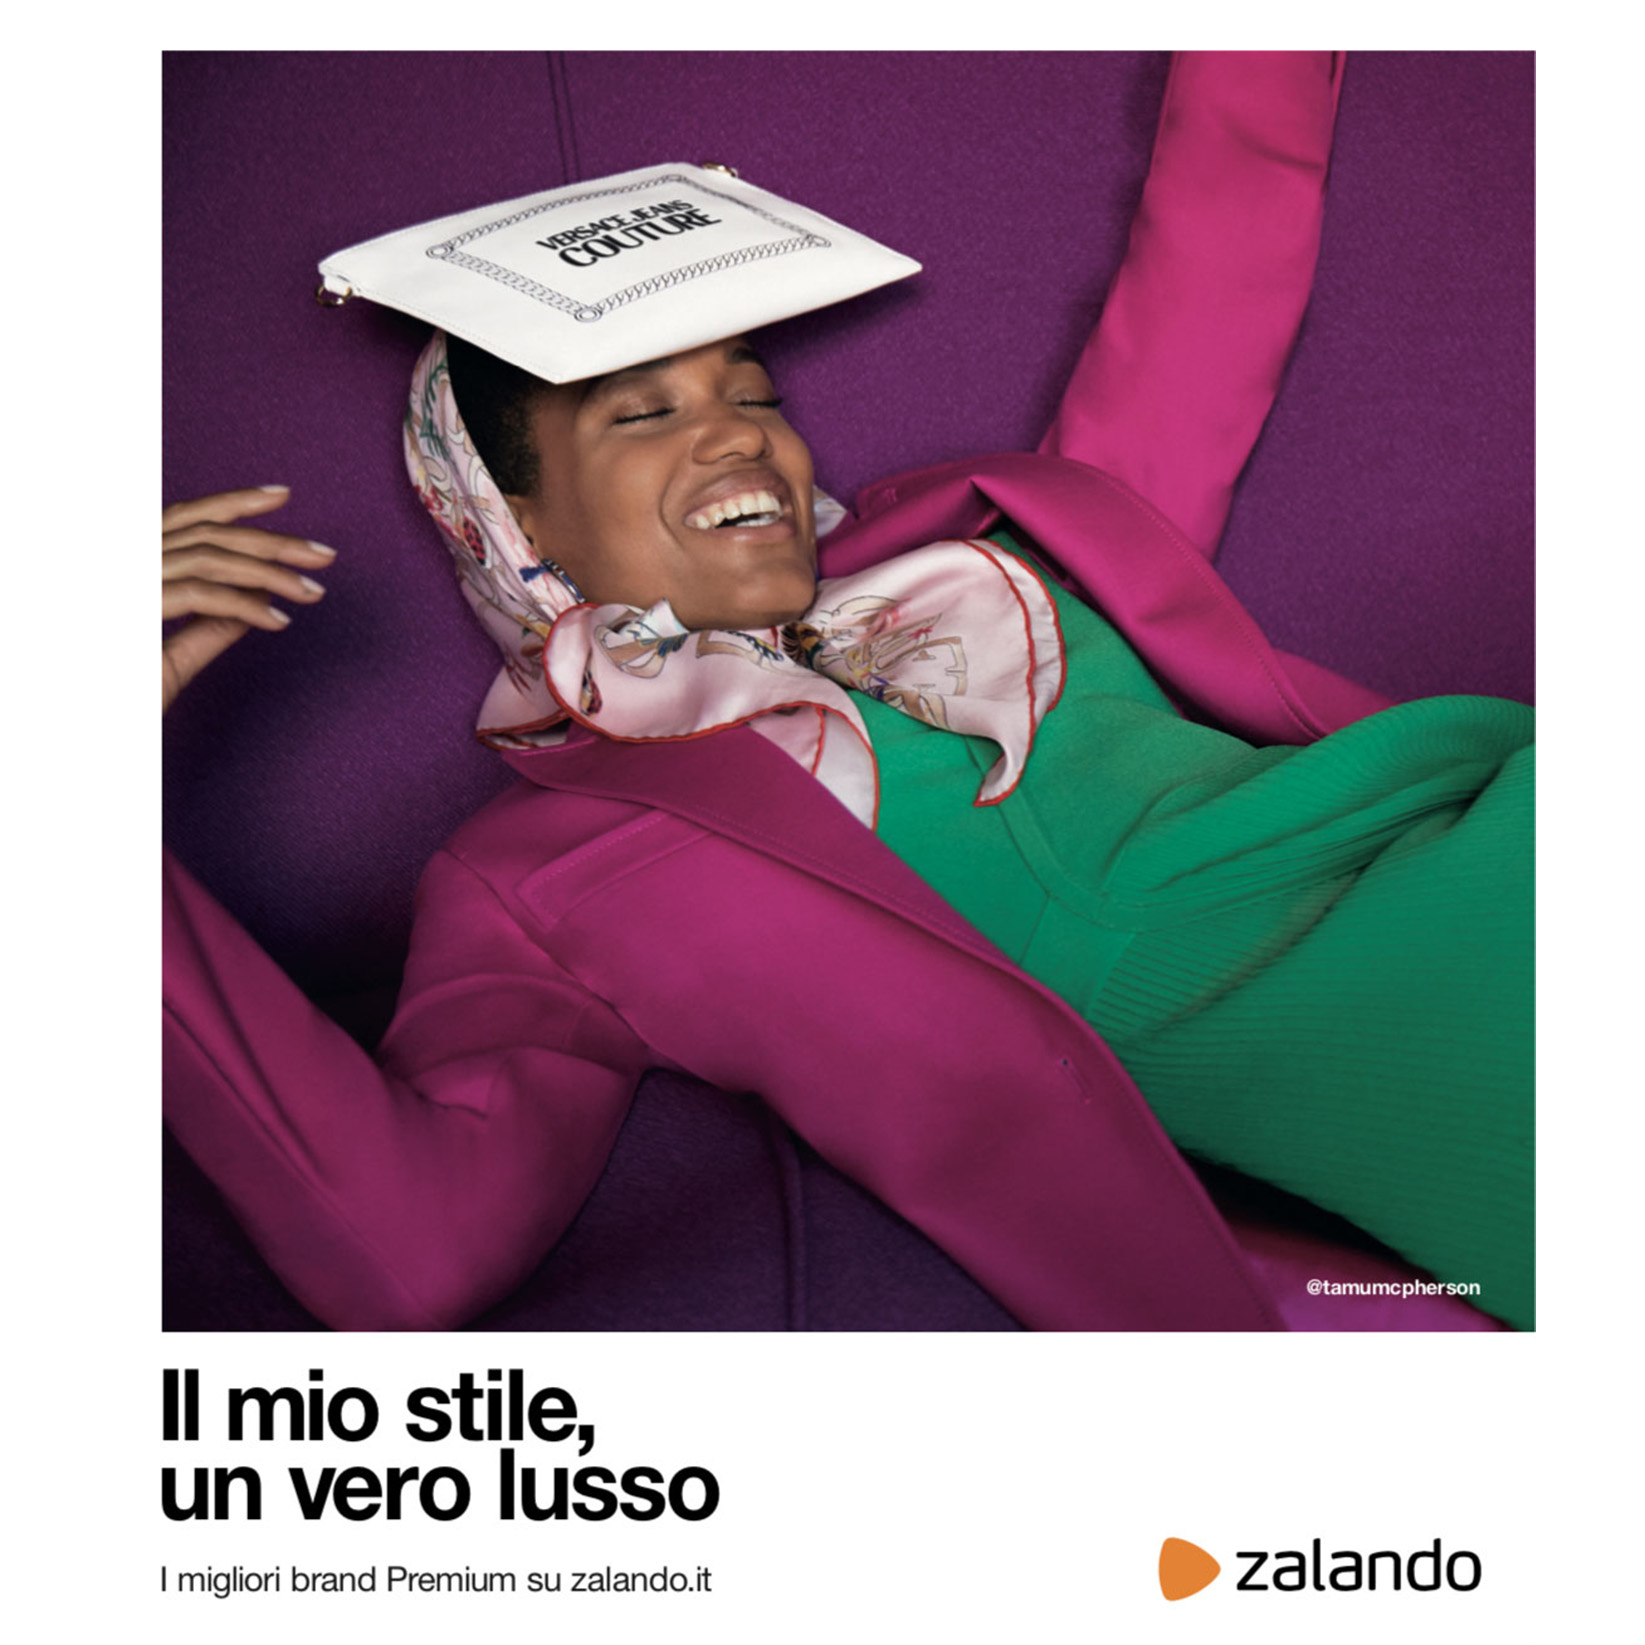 VERSACE JEANS
COUTURE
@tamumcpherson
Il mio stile,
un vero lusso
I migliori brand Premium su zalando.it
zalando